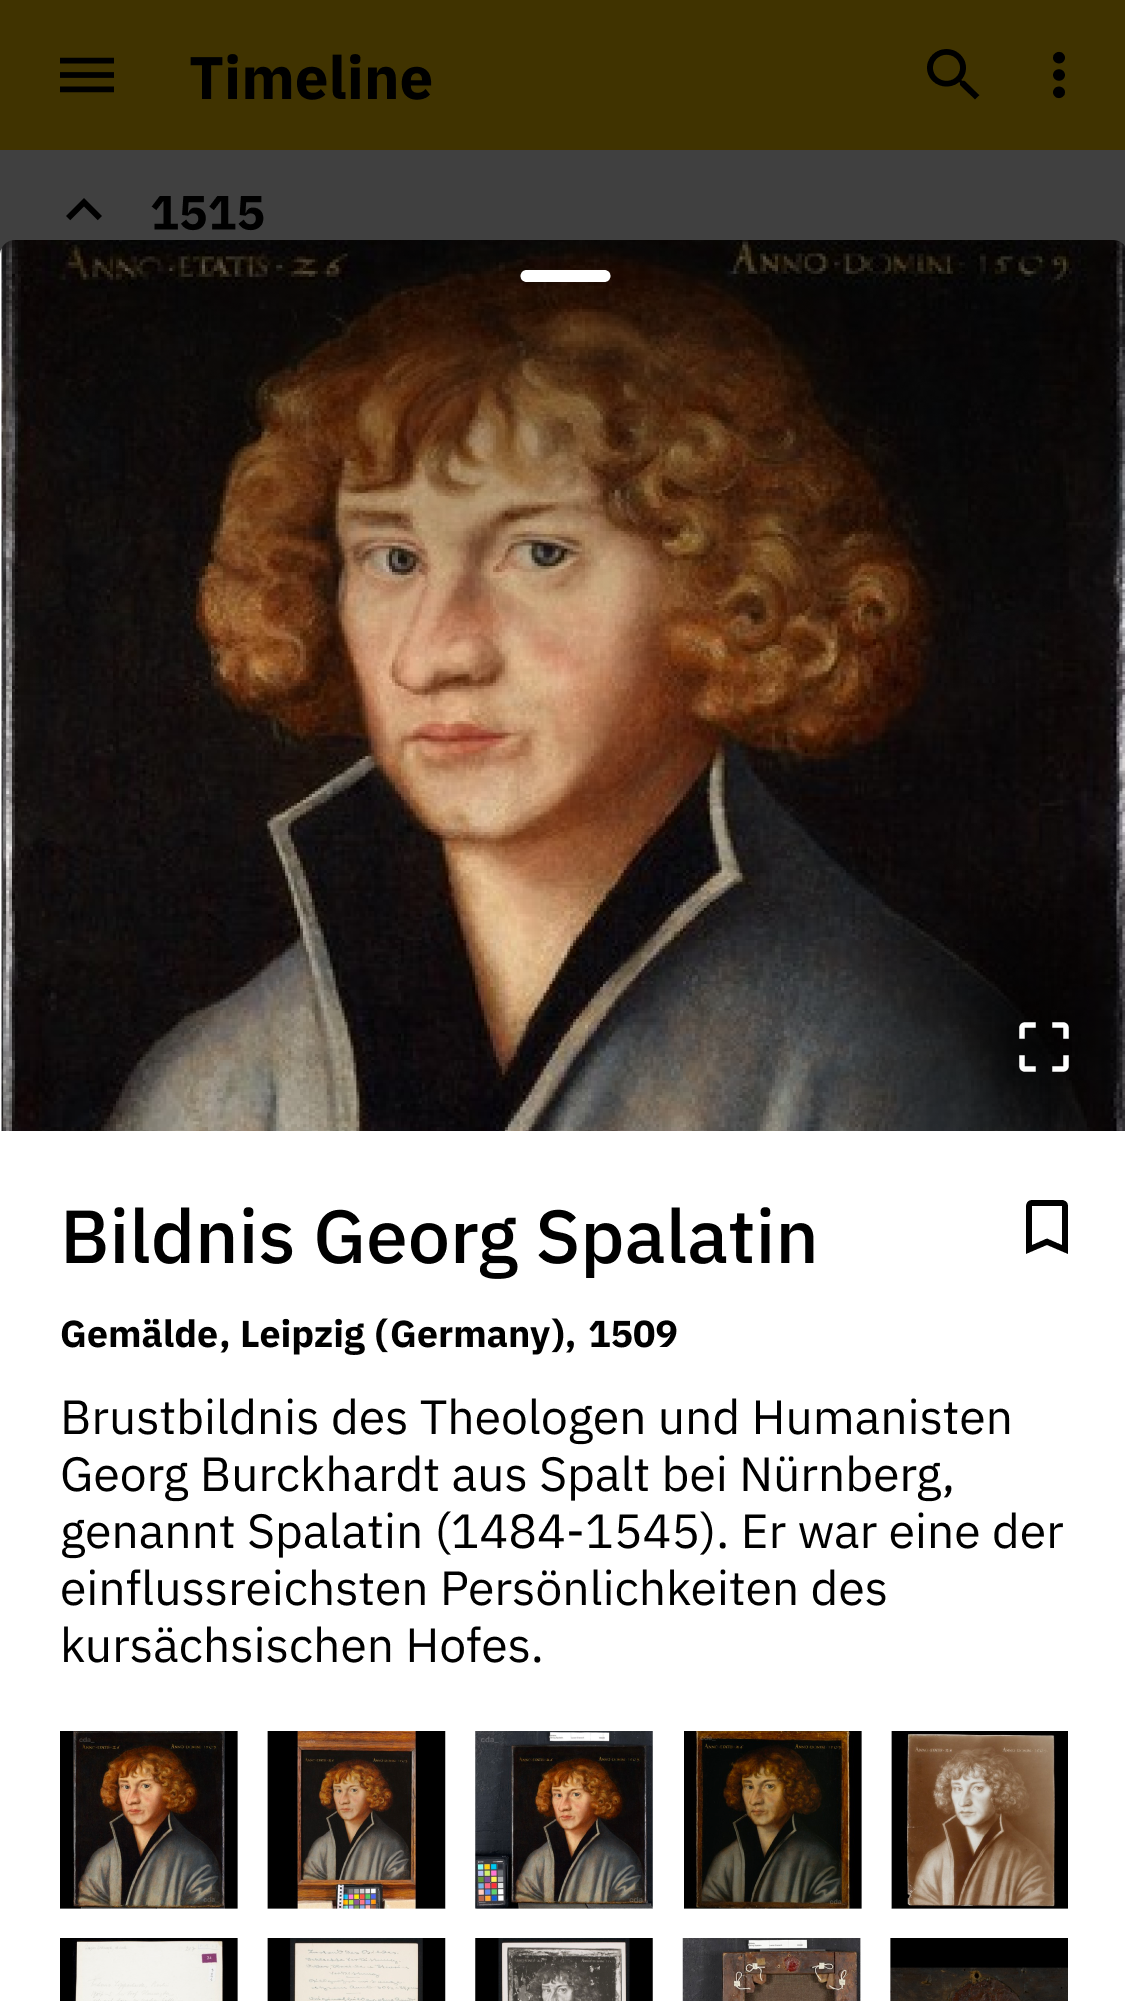 Timeline
1515
ANNO·ETATIS·26
ANNO·DOMINI·1509
Bildnis Georg Spalatin
Gemälde, Leipzig (Germany), 1509
Brustbildnis des Theologen und Humanisten
Georg Burckhardt aus Spalt bei Nürnberg,
genannt Spalatin (1484-1545). Er war eine der
einflussreichsten Persönlichkeiten des
kursächsischen Hofes.